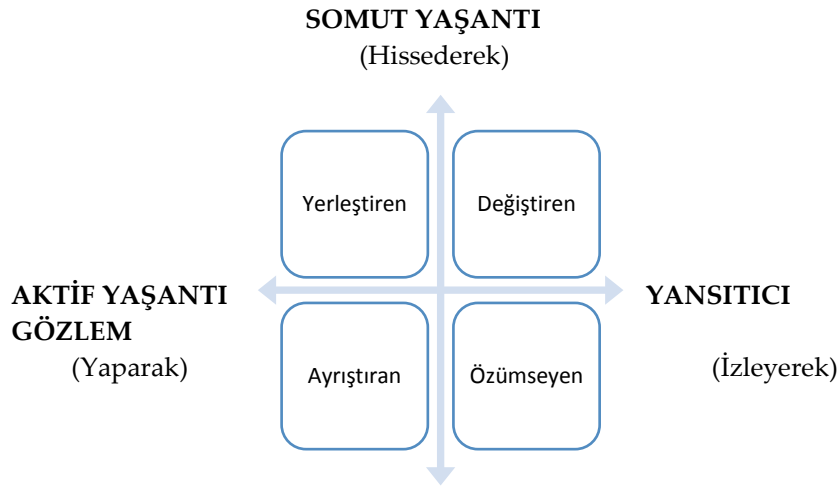 SOMUT YAŞANTI
(Hissederek)
Yerleştiren
Değiştiren
AKTİF YAŞANTI
YANSITICI
GÖZLEM
(Yaparak)
(İzleyerek)
Ayrıştıran
Özümseyen